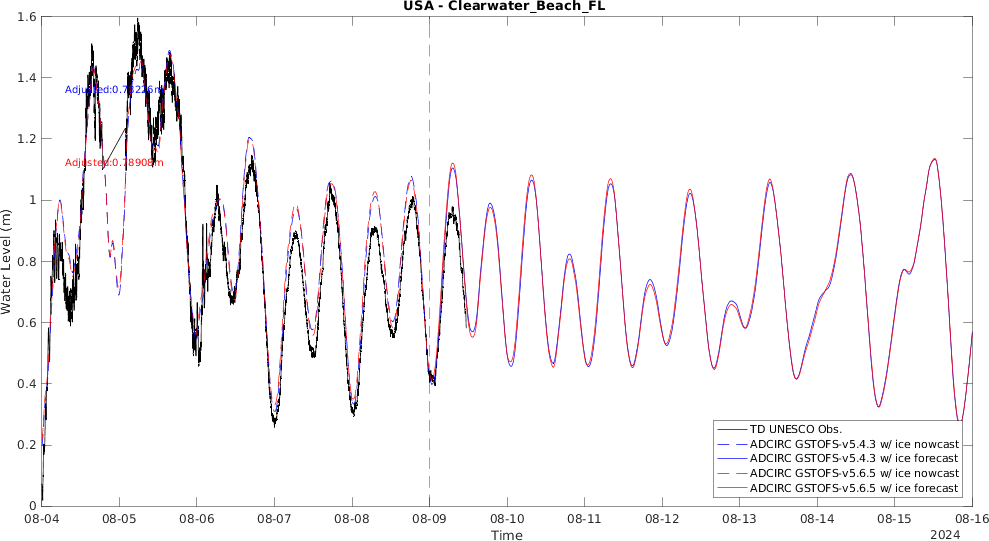 USA - Clearwater_Beach_FL
1.6
1.4
1.2
1
0.8
0.6
0.4
0.2
0
Water Level (m)
Adjusted:0.78226m
Adjusted:0.78908m
TD UNESCO Obs.
ADCIRC GSTOFS-v5.4.3 w/ ice nowcast
ADCIRC GSTOFS-v5.4.3 w/ ice forecast
ADCIRC GSTOFS-v5.6.5 w/ ice nowcast
ADCIRC GSTOFS-v5.6.5 w/ ice forecast
08-04 08-05 08-06 08-07 08-08 08-09 08-10 08-11 08-12 08-13 08-14 08-15 08-16
Time
2024